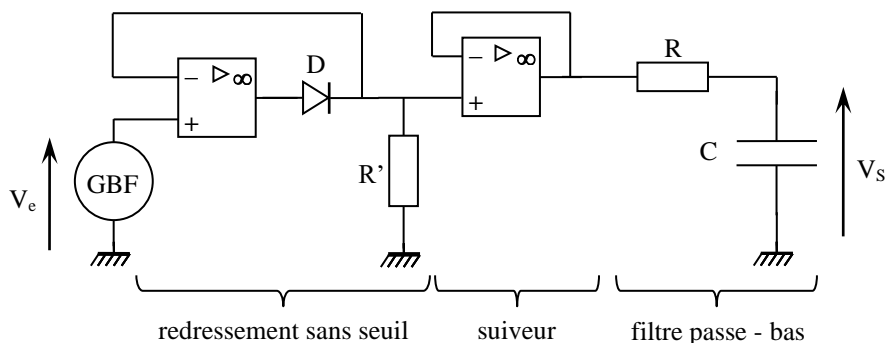 D
R
− ▷ ∞
+
− ▷ ∞
+
GBF
V_e
R'
C
V_S
redressement sans seuil
suiveur
filtre passe - bas